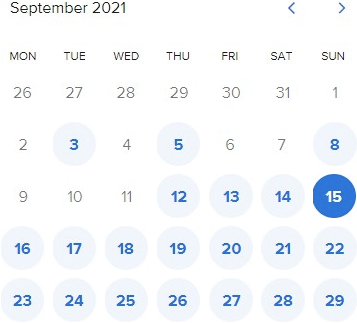 September 2021
MON TUE WED THU FRI SAT SUN
26 27 28 29 30 31 1
2 3 4 5 6 7 8
9 10 11 12 13 14 15
16 17 18 19 20 21 22
23 24 25 26 27 28 29